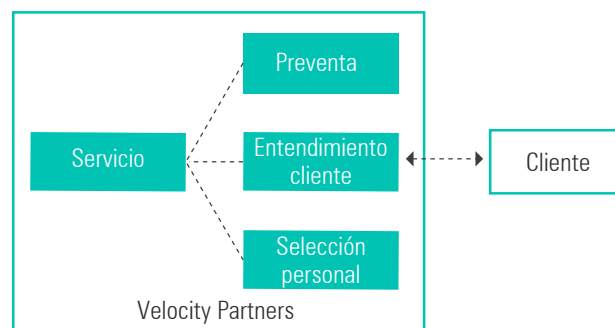 Preventa
Servicio
Entendimiento
cliente
Cliente
Selección
personal
Velocity Partners